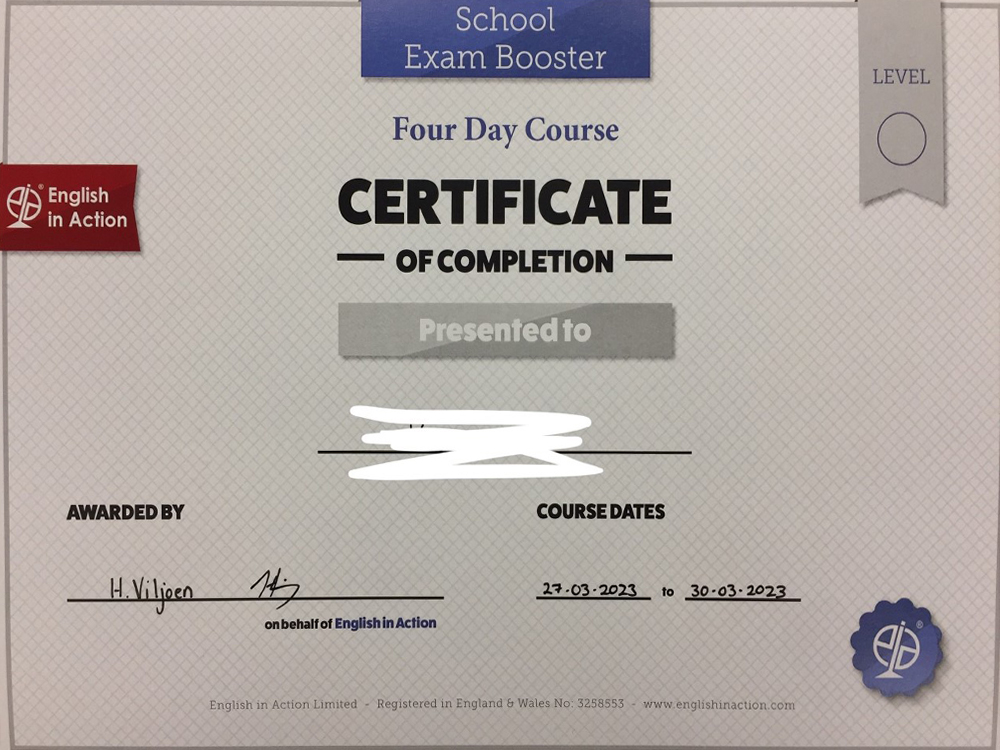 School
Exam Booster
LEVEL
Four Day Course
English
in Action
CERTIFICATE
OF COMPLETION
Presented to
AWARDED BY
COURSE DATES
H. Viljoen
27-03-2023 to 30-03-2023
on behalf of English in Action
English in Action Limited - Registered in England & Wales No: 3258553 - www.englishinaction.com